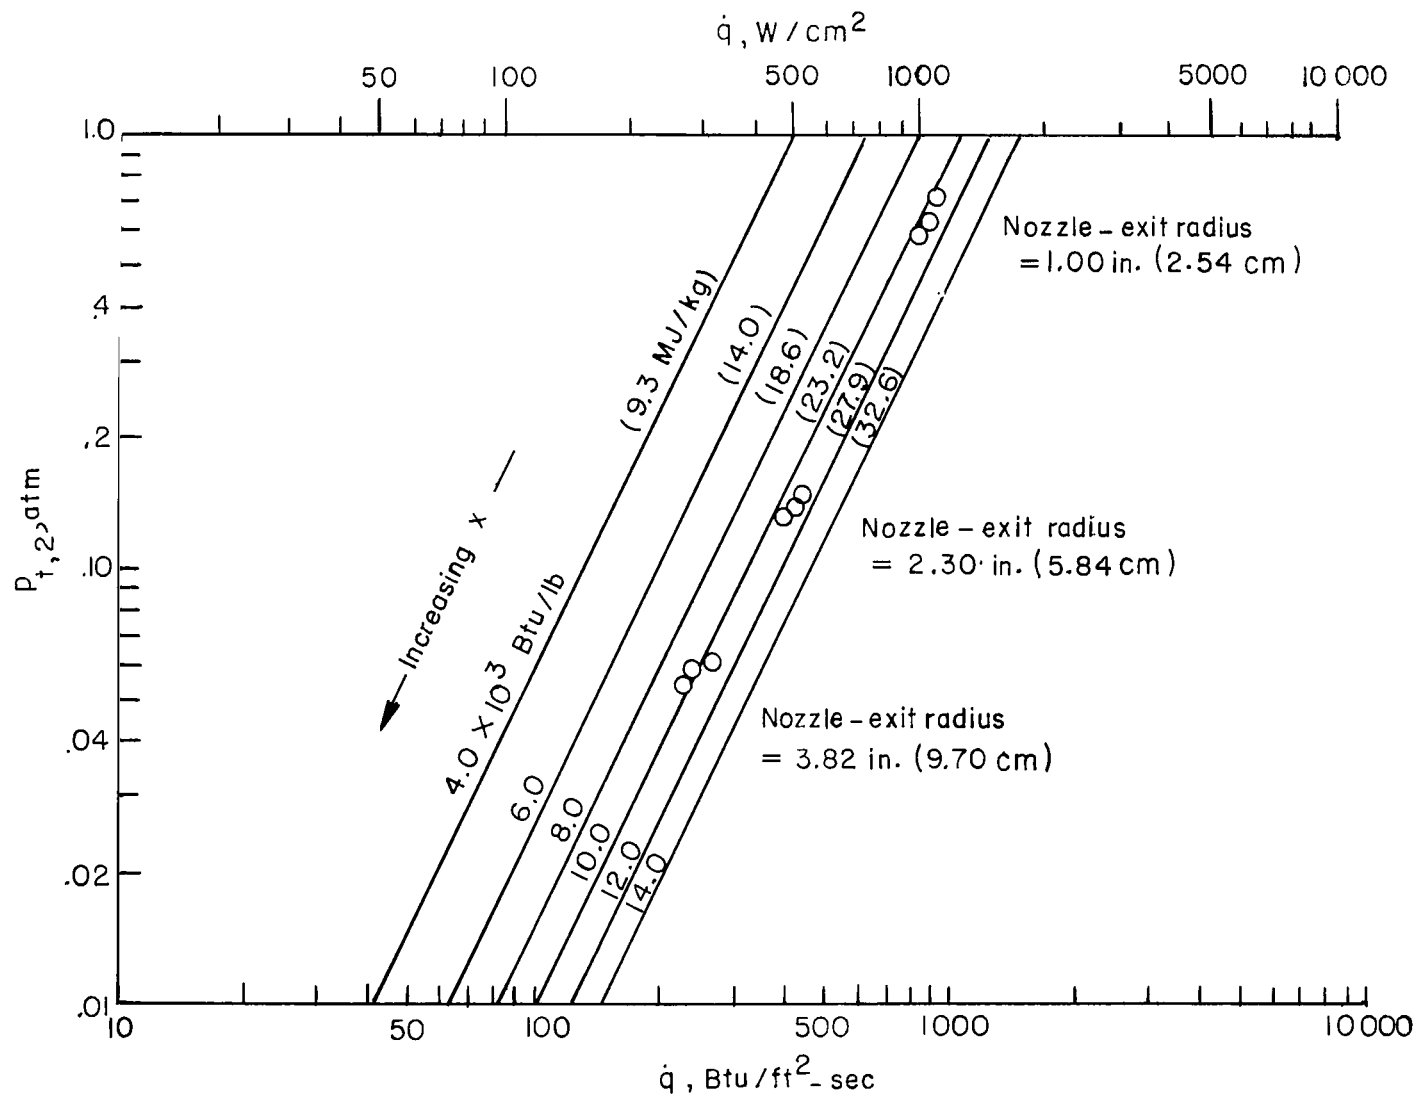 q̇, W/cm²
50 100 500 1000 5000 10 000
1.0
.4
.2
.10
.04
.02
.01
P t,2, atm
Nozzle – exit radius
= 1.00 in. (2.54 cm)
(9.3 MJ/kg)
(14.0)
(18.6)
(23.2)
(27.9)
(32.6)
Increasing x
Nozzle – exit radius
= 2.30 in. (5.84 cm)
4.0 × 10³ Btu/lb
6.0
8.0
10.0
12.0
14.0
Nozzle – exit radius
= 3.82 in. (9.70 cm)
10 50 100 500 1000 10 000
q̇, Btu/ft² – sec